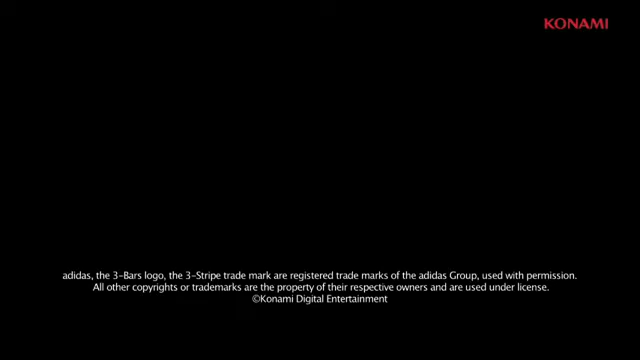 KONAMI
adidas, the 3-Bars logo, the 3-Stripe trade mark are registered trade marks of the adidas Group, used with permission.
All other copyrights or trademarks are the property of their respective owners and are used under license.
©Konami Digital Entertainment